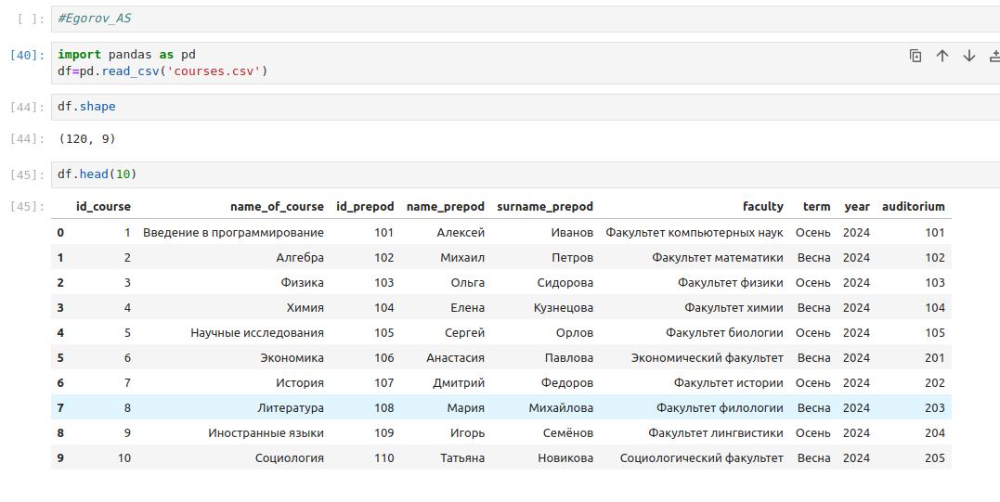 [ ]: #Egorov_AS
[40]: import pandas as pd
df=pd.read_csv('courses.csv')
[44]: df.shape
[44]: (120, 9)
[45]: df.head(10)
[45]: id_course name_of_course id_prepod name_prepod surname_prepod faculty term year auditorium
0 1 Введение в программирование 101 Алексей Иванов Факультет компьютерных наук Осень 2024 101
1 2 Алгебра 102 Михаил Петров Факультет математики Весна 2024 102
2 3 Физика 103 Ольга Сидорова Факультет физики Осень 2024 103
3 4 Химия 104 Елена Кузнецова Факультет химии Весна 2024 104
4 5 Научные исследования 105 Сергей Орлов Факультет биологии Осень 2024 105
5 6 Экономика 106 Анастасия Павлова Экономический факультет Весна 2024 201
6 7 История 107 Дмитрий Федоров Факультет истории Осень 2024 202
7 8 Литература 108 Мария Михайлова Факультет филологии Весна 2024 203
8 9 Иностранные языки 109 Игорь Семёнов Факультет лингвистики Осень 2024 204
9 10 Социология 110 Татьяна Новикова Социологический факультет Весна 2024 205